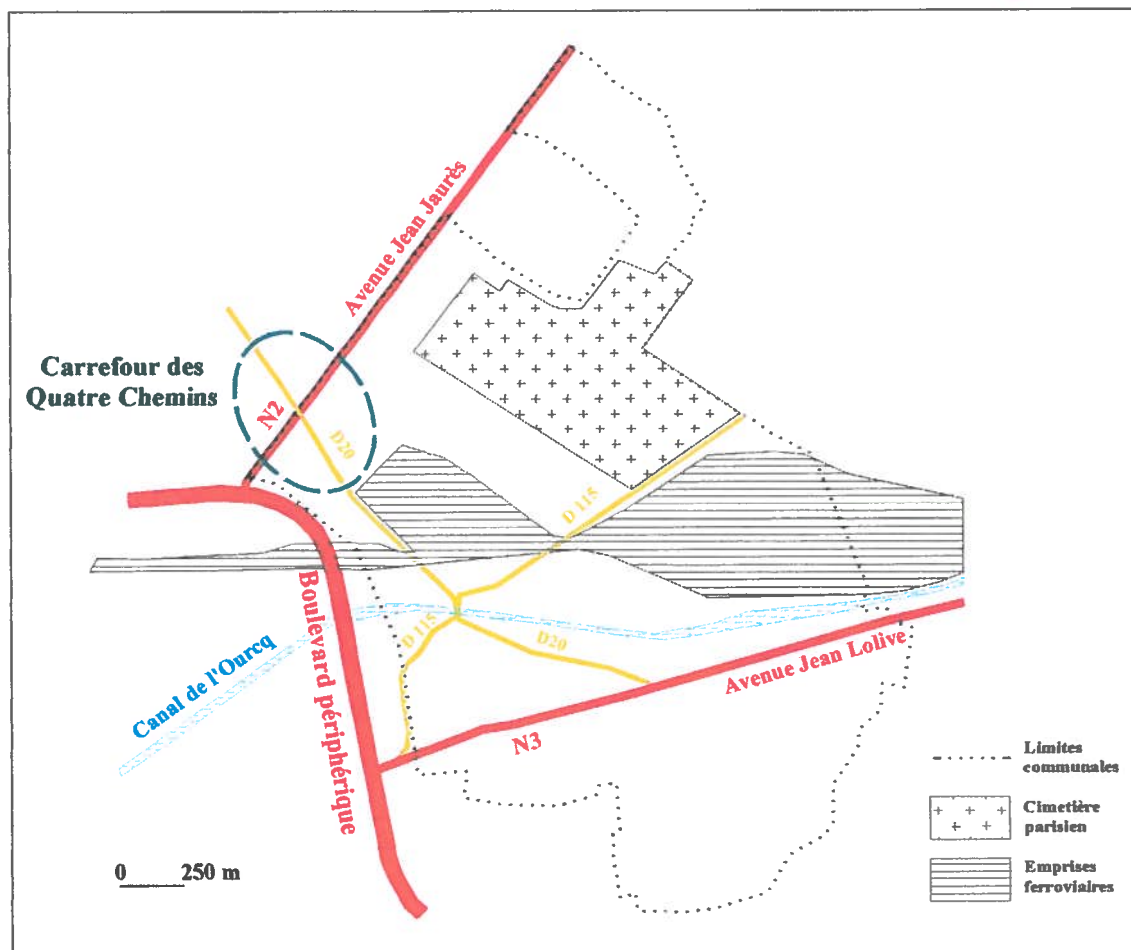 Avenue Jean Jaurès
Carrefour des
Quatre Chemins
N2
D20
D 115
Boulevard périphérique
Canal de l'Ourcq
D 115
D20
Avenue Jean Lolive
N3
Limites
communales
Cimetière
parisien
Emprises
ferroviaires
0 250 m